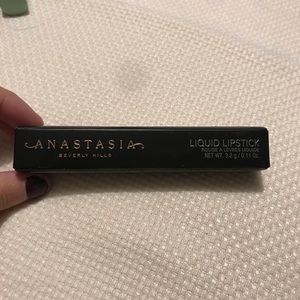 ANASTASIA
BEVERLY HILLS
LIQUID LIPSTICK
ROUGE À LÈVRES LIQUIDE
NET WT. 3.2 g / 0.11 Oz.